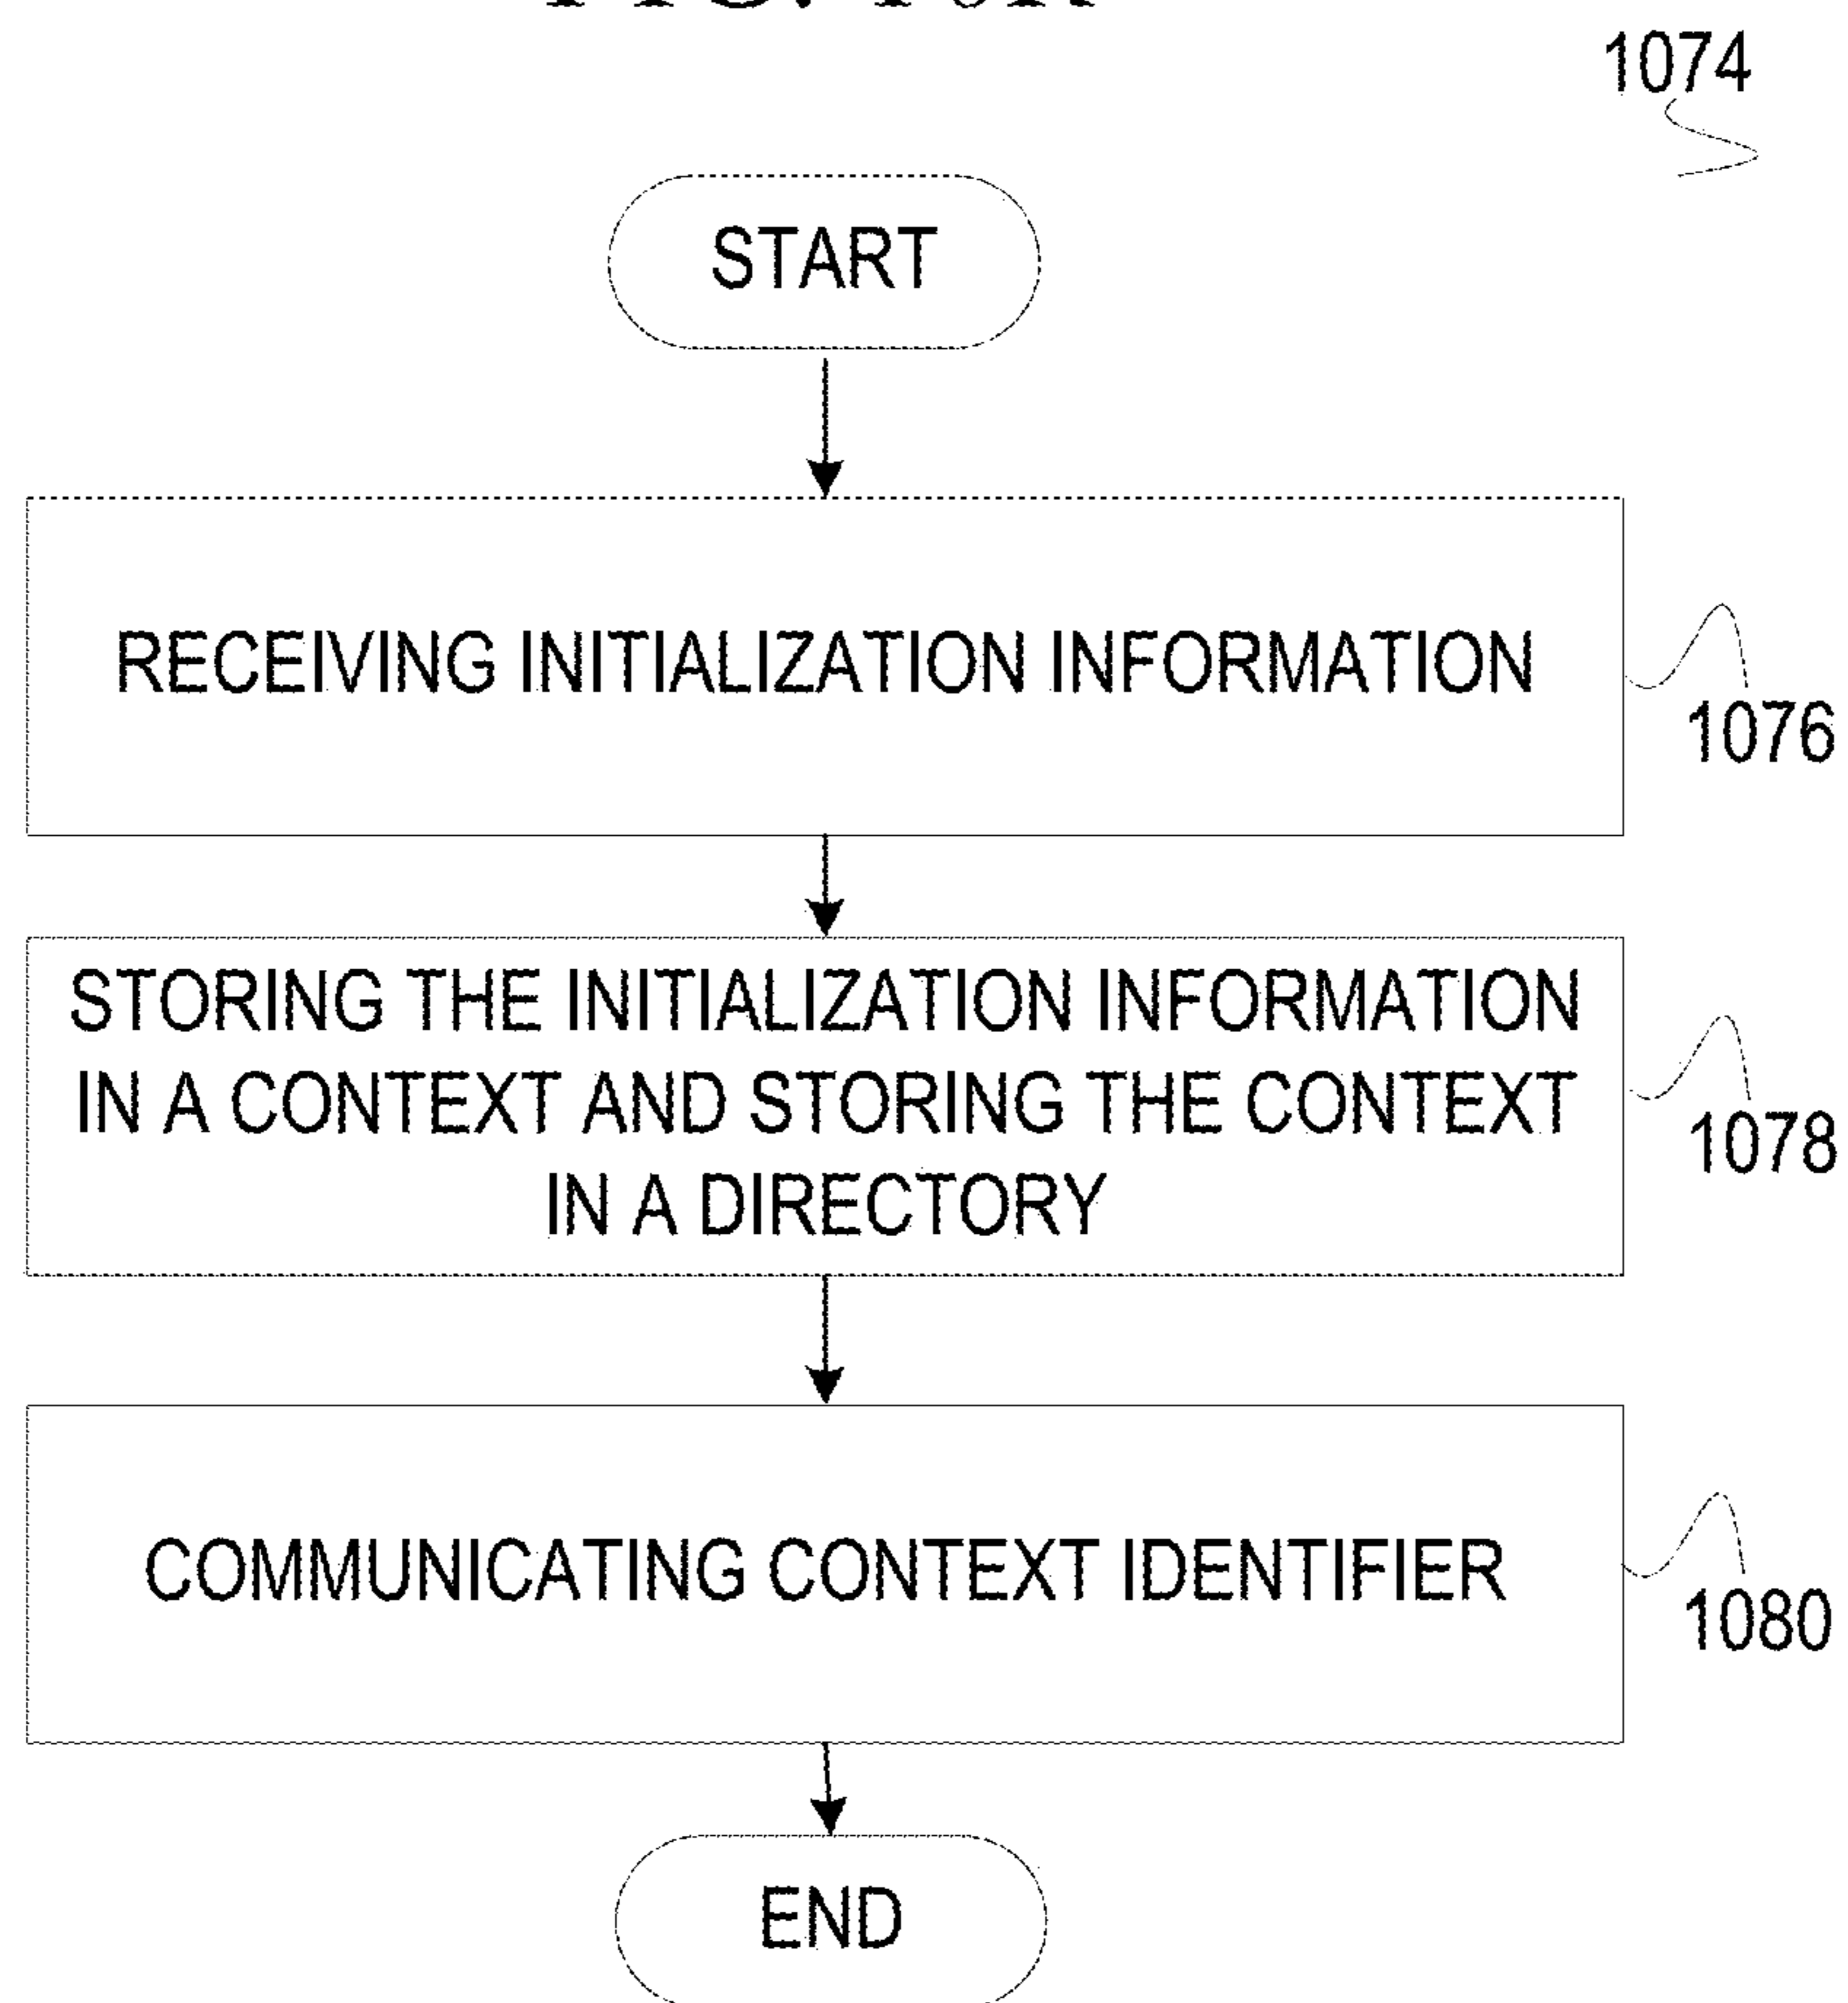 1074
START
RECEIVING INITIALIZATION INFORMATION
1076
STORING THE INITIALIZATION INFORMATION
IN A CONTEXT AND STORING THE CONTEXT
IN A DIRECTORY
1078
COMMUNICATING CONTEXT IDENTIFIER
1080
END